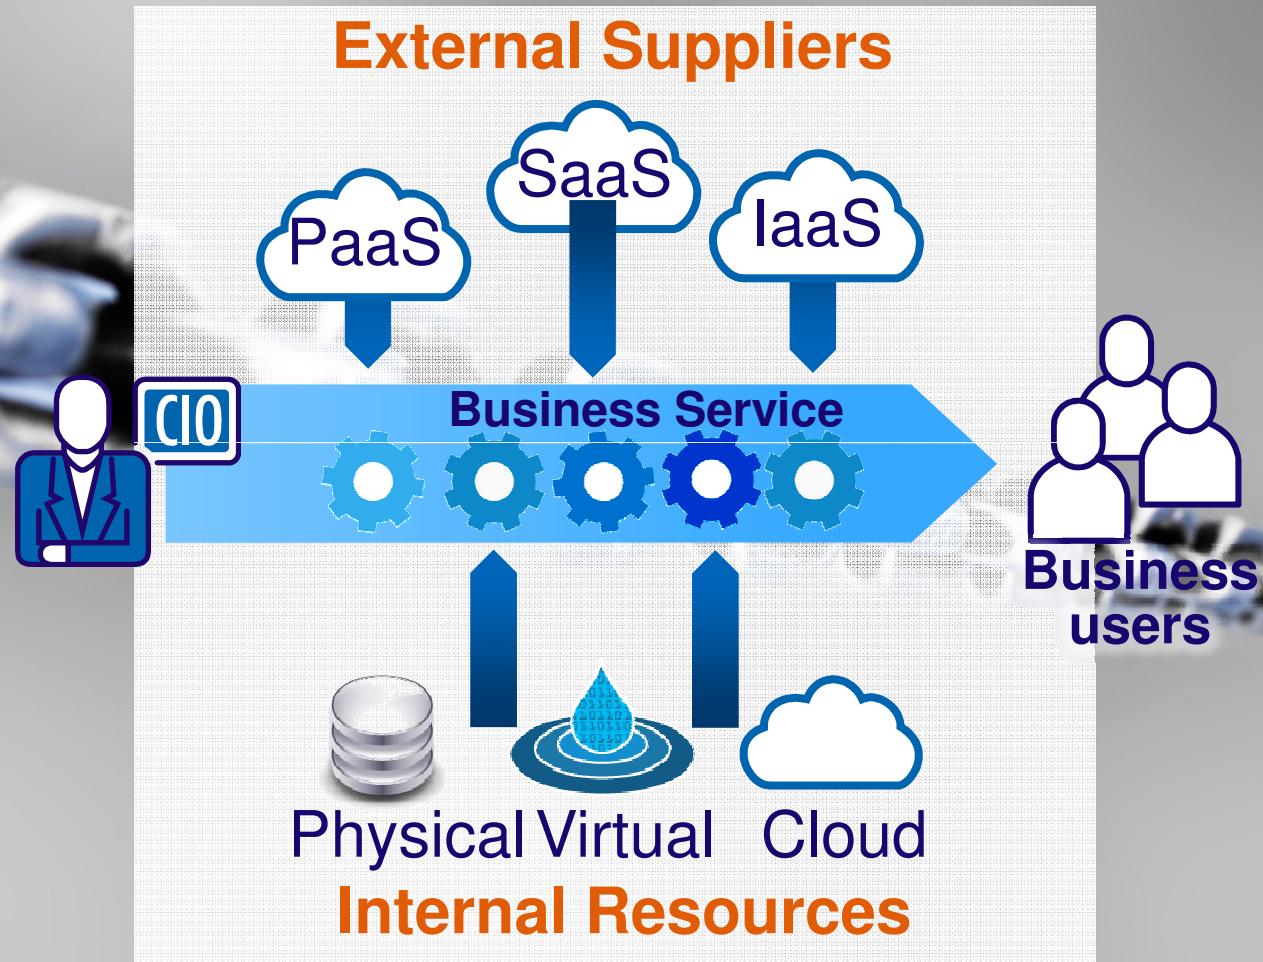 External Suppliers
SaaS
PaaS
IaaS
CIO
Business Service
Business
users
Physical Virtual Cloud
Internal Resources